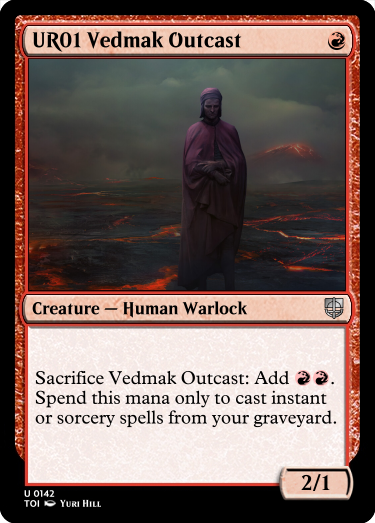 UR01 Vedmak Outcast
Creature — Human Warlock
Sacrifice Vedmak Outcast: Add
Spend this mana only to cast instant
or sorcery spells from your graveyard.
2/1
U 0142
TOI Yuri Hill